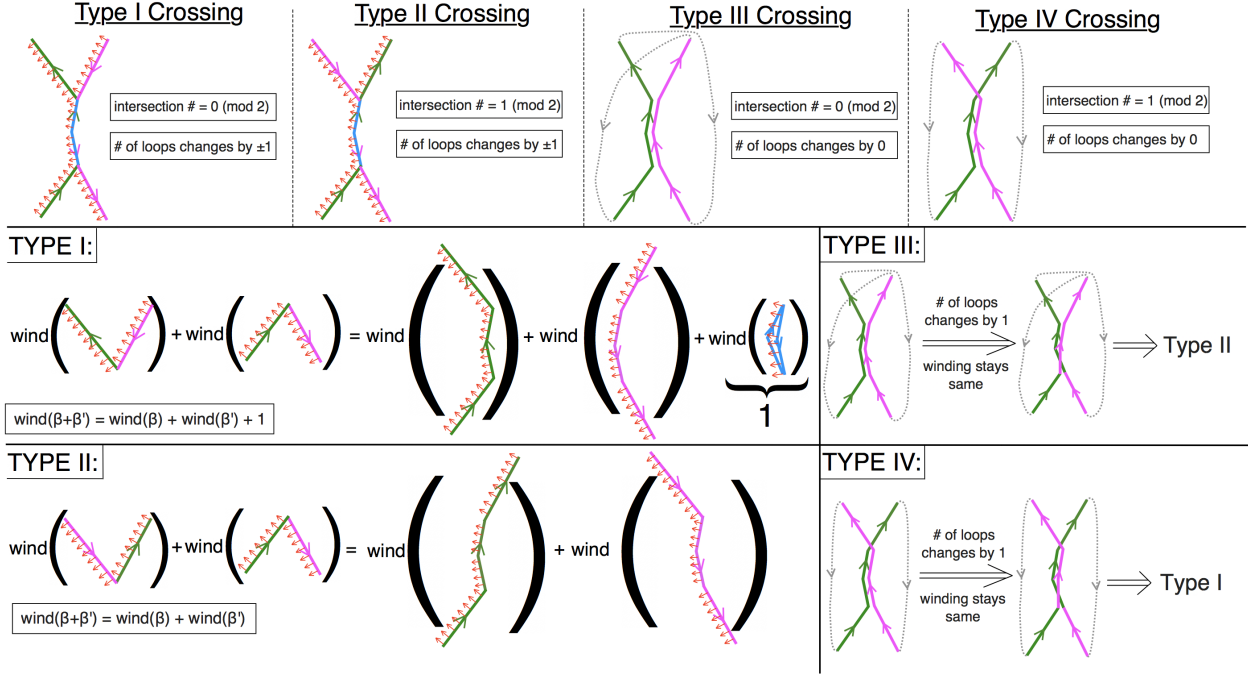 Type I Crossing
Type II Crossing
Type III Crossing
Type IV Crossing
intersection # = 0 (mod 2)
# of loops changes by ±1
intersection # = 1 (mod 2)
# of loops changes by ±1
intersection # = 0 (mod 2)
# of loops changes by 0
intersection # = 1 (mod 2)
# of loops changes by 0
TYPE I:
wind( ) + wind( ) = wind( ) + wind( ) + wind( )
1
wind(β+β') = wind(β) + wind(β') + 1
TYPE III:
# of loops
changes by 1
winding stays
same
Type II
TYPE II:
wind( ) + wind( ) = wind( ) + wind( )
wind(β+β') = wind(β) + wind(β')
TYPE IV:
# of loops
changes by 1
winding stays
same
Type I